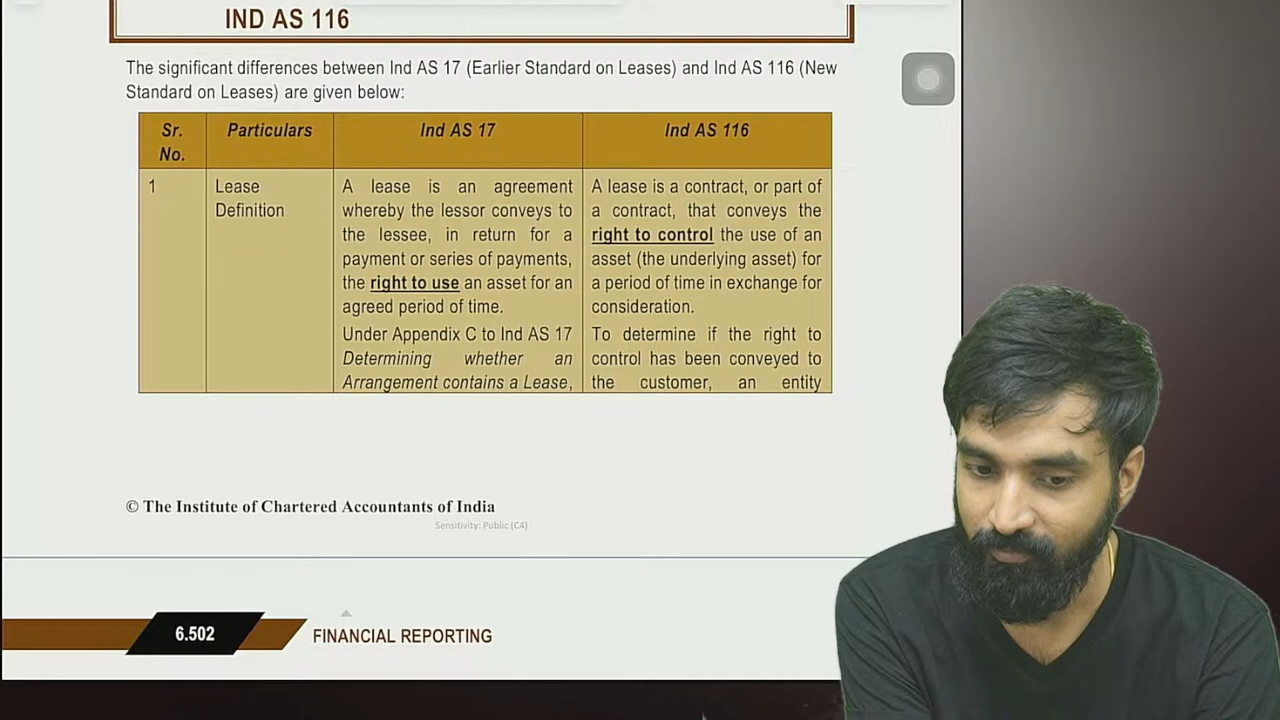 IND AS 116
The significant differences between Ind AS 17 (Earlier Standard on Leases) and Ind AS 116 (New
Standard on Leases) are given below:
Sr.
No.
Particulars
Ind AS 17
Ind AS 116
1
Lease
Definition
A lease is an agreement
whereby the lessor conveys to
the lessee, in return for a
payment or series of payments,
the right to use an asset for an
agreed period of time.
Under Appendix C to Ind AS 17
Determining whether an
Arrangement contains a Lease,
A lease is a contract, or part of
a contract, that conveys the
right to control the use of an
asset (the underlying asset) for
a period of time in exchange for
consideration.
To determine if the right to
control has been conveyed to
the customer, an entity
© The Institute of Chartered Accountants of India
Sensitivity: Public (C4)
6.502
FINANCIAL REPORTING